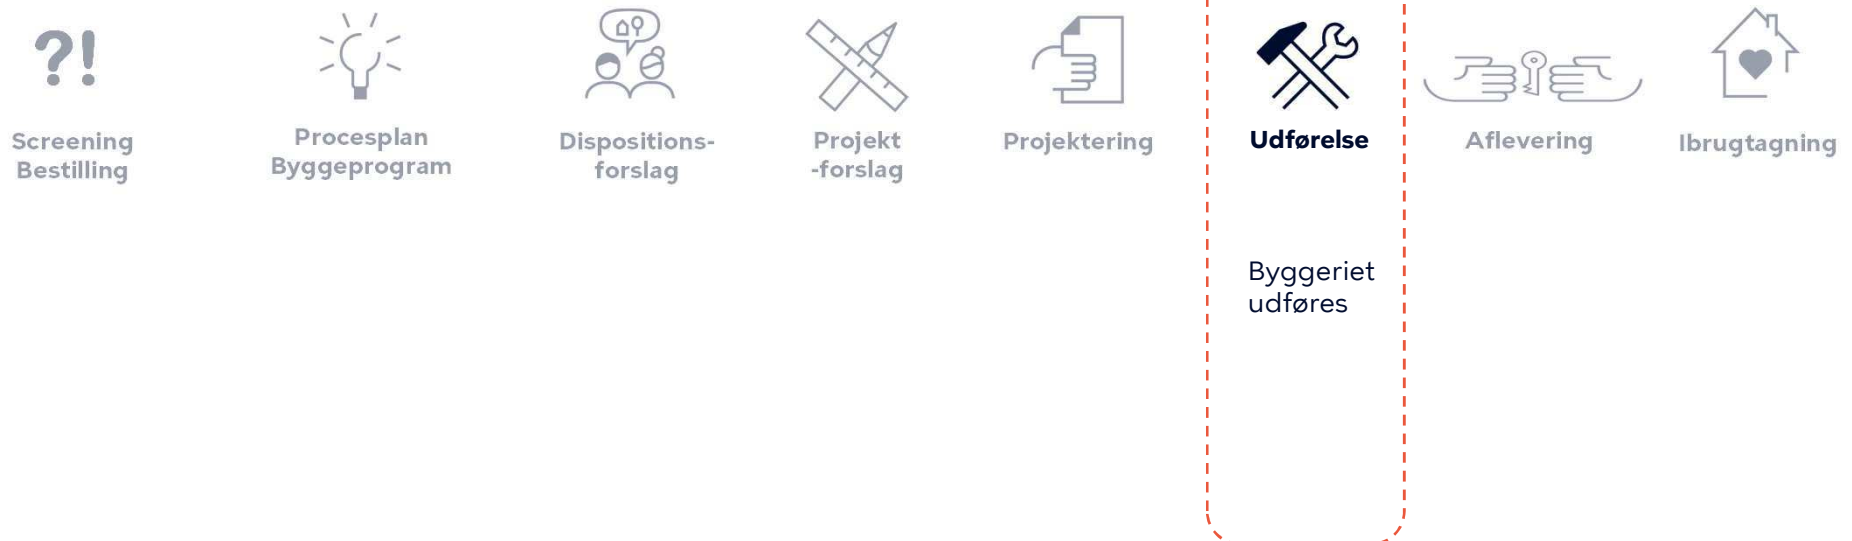 ?!
Screening
Bestilling
Procesplan
Byggeprogram
Dispositions-
forslag
Projekt
-forslag
Projektering
Udførelse
Aflevering
Ibrugtagning
Byggeriet
udføres